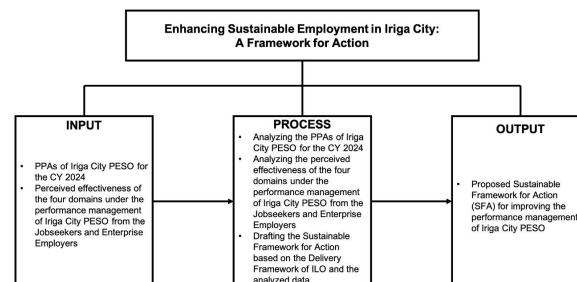 Enhancing Sustainable Employment in Iriga City:
A Framework for Action
INPUT
• PPAs of Iriga City PESO for
the CY 2024
• Perceived effectiveness of
the four domains under the
performance management
of Iriga City PESO from the
Jobseekers and Enterprise
Employers
PROCESS
• Analyzing the PPAs of Iriga
City PESO for the CY 2024
• Analyzing the perceived
effectiveness of the four
domains under the
performance management
of Iriga City PESO from the
Jobseekers and Enterprise
Employers
• Drafting the Sustainable
Framework for Action
based on the Delivery
Framework of ILO and the
analyzed data
OUTPUT
• Proposed Sustainable
Framework for Action
(SFA) for improving the
performance management
of Iriga City PESO